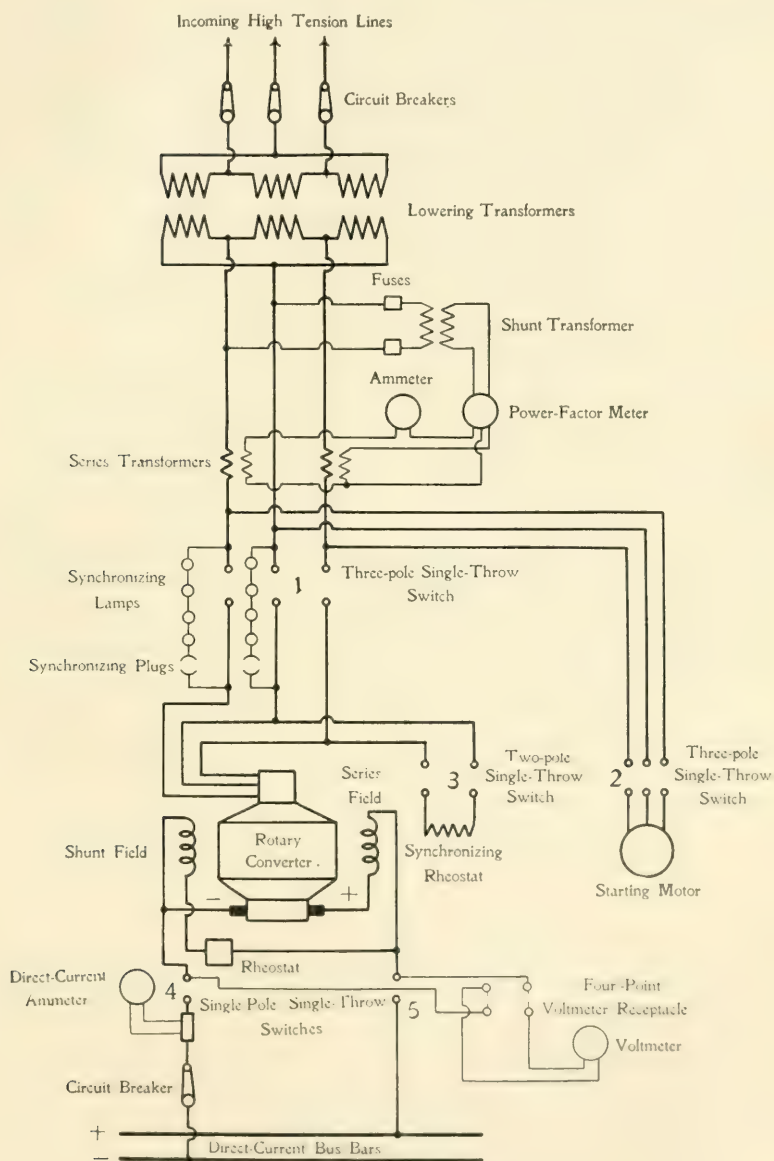 Incoming High Tension Lines
Circuit Breakers
Lowering Transformers
Fuses
Shunt Transformer
Ammeter
Power-Factor Meter
Series Transformers
Synchronizing
Lamps
1
Three-pole Single-Throw
Switch
Synchronizing Plugs
Two-pole
Single-Throw
Switch
3
Three-pole
Single-Throw
Switch
2
Series
Field
Shunt Field
Rotary
Converter
Synchronizing
Rheostat
Starting Motor
− +
Rheostat
Direct-Current
Ammeter
4
Single Pole Single-Throw
Switches
5
Four-Point
Voltmeter Receptacle
Voltmeter
Circuit Breaker
+
Direct-Current Bus Bars
−